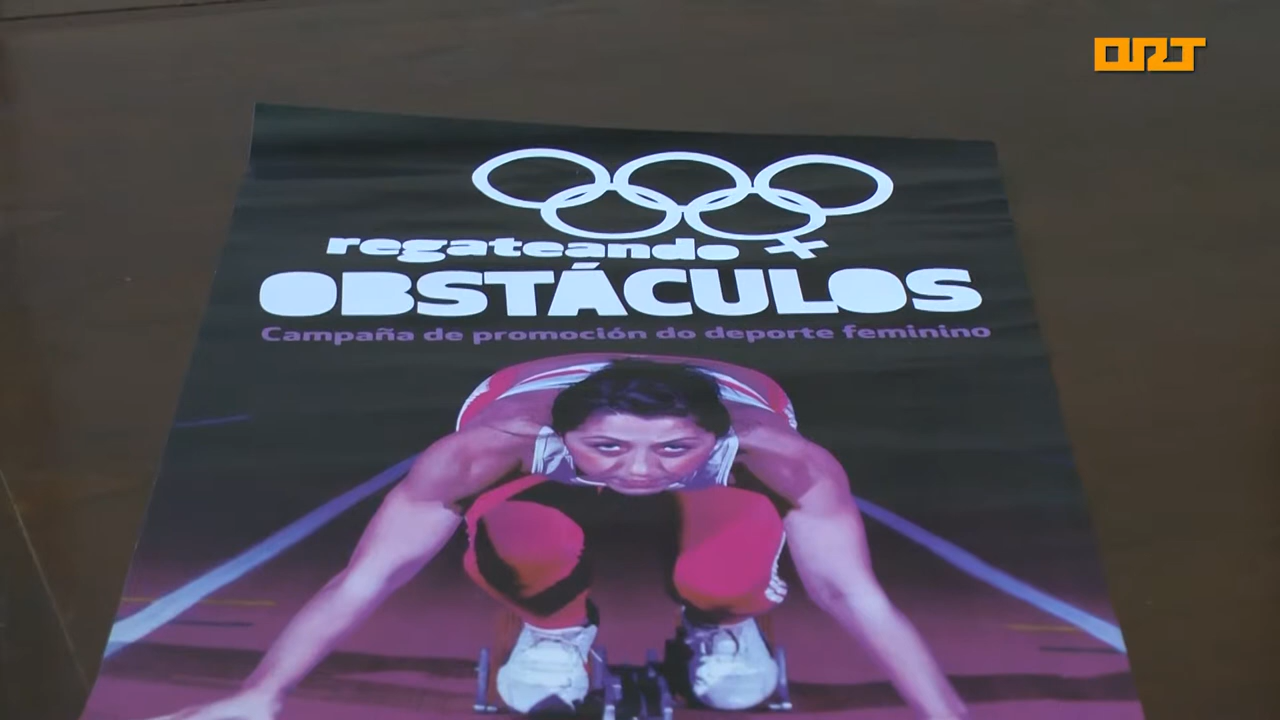 ORT
regateando
OBSTÁCULOS
Campaña de promoción do deporte feminino